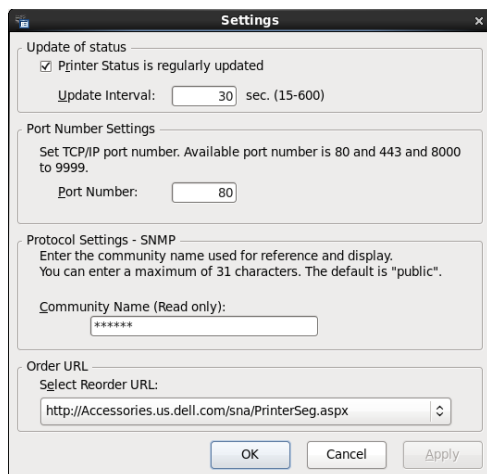 Settings
Update of status
Printer Status is regularly updated
Update Interval: 30 sec. (15-600)
Port Number Settings
Set TCP/IP port number. Available port number is 80 and 443 and 8000
to 9999.
Port Number: 80
Protocol Settings - SNMP
Enter the community name used for reference and display.
You can enter a maximum of 31 characters. The default is "public".
Community Name (Read only):
******
Order URL
Select Reorder URL:
http://Accessories.us.dell.com/sna/PrinterSeg.aspx
OK Cancel Apply